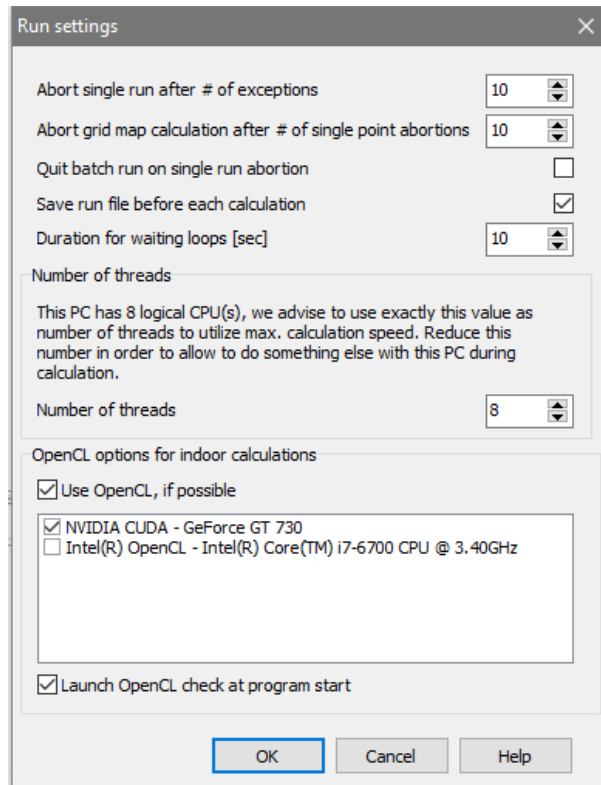 Run settings
Abort single run after # of exceptions 10
Abort grid map calculation after # of single point abortions 10
Quit batch run on single run abortion
Save run file before each calculation
Duration for waiting loops [sec] 10
Number of threads
This PC has 8 logical CPU(s), we advise to use exactly this value as
number of threads to utilize max. calculation speed. Reduce this
number in order to allow to do something else with this PC during
calculation.
Number of threads 8
OpenCL options for indoor calculations
Use OpenCL, if possible
NVIDIA CUDA - GeForce GT 730
Intel(R) OpenCL - Intel(R) Core(TM) i7-6700 CPU @ 3.40GHz
Launch OpenCL check at program start
OK Cancel Help